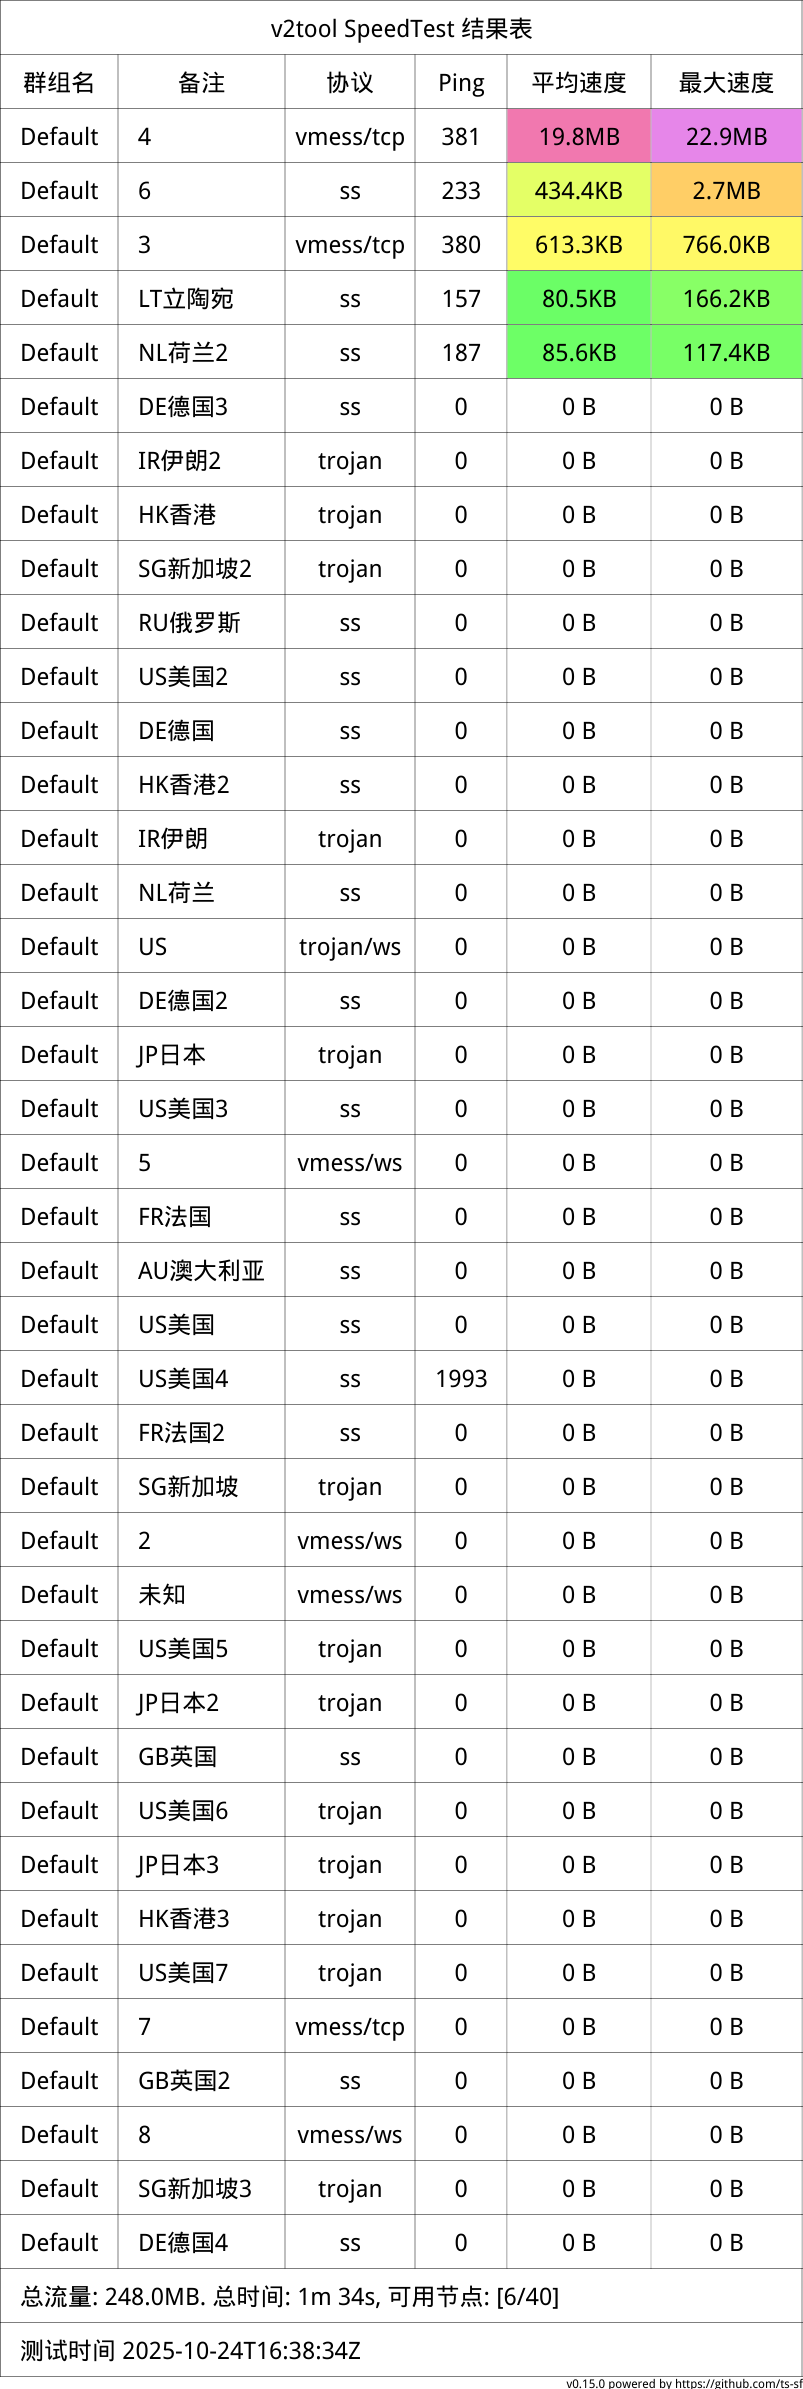 v2tool SpeedTest 结果表
群组名 备注 协议 Ping 平均速度 最大速度
Default 4 vmess/tcp 381 19.8MB 22.9MB
Default 6 ss 233 434.4KB 2.7MB
Default 3 vmess/tcp 380 613.3KB 766.0KB
Default LT立陶宛 ss 157 80.5KB 166.2KB
Default NL荷兰2 ss 187 85.6KB 117.4KB
Default DE德国3 ss 0 0 B 0 B
Default IR伊朗2 trojan 0 0 B 0 B
Default HK香港 trojan 0 0 B 0 B
Default SG新加坡2 trojan 0 0 B 0 B
Default RU俄罗斯 ss 0 0 B 0 B
Default US美国2 ss 0 0 B 0 B
Default DE德国 ss 0 0 B 0 B
Default HK香港2 ss 0 0 B 0 B
Default IR伊朗 trojan 0 0 B 0 B
Default NL荷兰 ss 0 0 B 0 B
Default US trojan/ws 0 0 B 0 B
Default DE德国2 ss 0 0 B 0 B
Default JP日本 trojan 0 0 B 0 B
Default US美国3 ss 0 0 B 0 B
Default 5 vmess/ws 0 0 B 0 B
Default FR法国 ss 0 0 B 0 B
Default AU澳大利亚 ss 0 0 B 0 B
Default US美国 ss 0 0 B 0 B
Default US美国4 ss 1993 0 B 0 B
Default FR法国2 ss 0 0 B 0 B
Default SG新加坡 trojan 0 0 B 0 B
Default 2 vmess/ws 0 0 B 0 B
Default 未知 vmess/ws 0 0 B 0 B
Default US美国5 trojan 0 0 B 0 B
Default JP日本2 trojan 0 0 B 0 B
Default GB英国 ss 0 0 B 0 B
Default US美国6 trojan 0 0 B 0 B
Default JP日本3 trojan 0 0 B 0 B
Default HK香港3 trojan 0 0 B 0 B
Default US美国7 trojan 0 0 B 0 B
Default 7 vmess/tcp 0 0 B 0 B
Default GB英国2 ss 0 0 B 0 B
Default 8 vmess/ws 0 0 B 0 B
Default SG新加坡3 trojan 0 0 B 0 B
Default DE德国4 ss 0 0 B 0 B
总流量: 248.0MB. 总时间: 1m 34s, 可用节点: [6/40]
测试时间 2025-10-24T16:38:34Z
v0.15.0 powered by https://github.com/ts-sf